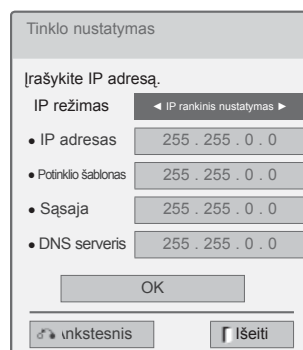 Tinklo nustatymas
Įrašykite IP adresą.
IP režimas ◄ IP rankinis nustatymas ►
• IP adresas 255 . 255 . 0 . 0
• Potinklio šablonas 255 . 255 . 0 . 0
• Sąsaja 255 . 255 . 0 . 0
• DNS serveris 255 . 255 . 0 . 0
OK
Išeiti